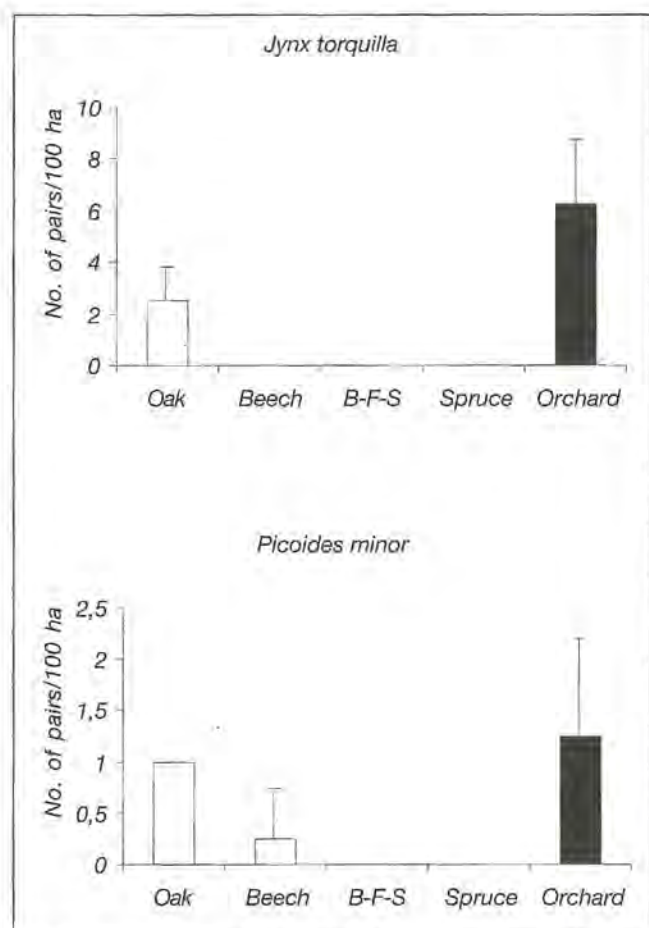 Jynx torquilla
No. of pairs/100 ha
10
8
6
4
2
0
Oak Beech B-F-S Spruce Orchard
Picoides minor
No. of pairs/100 ha
2,5
2
1,5
1
0,5
0
Oak Beech B-F-S Spruce Orchard